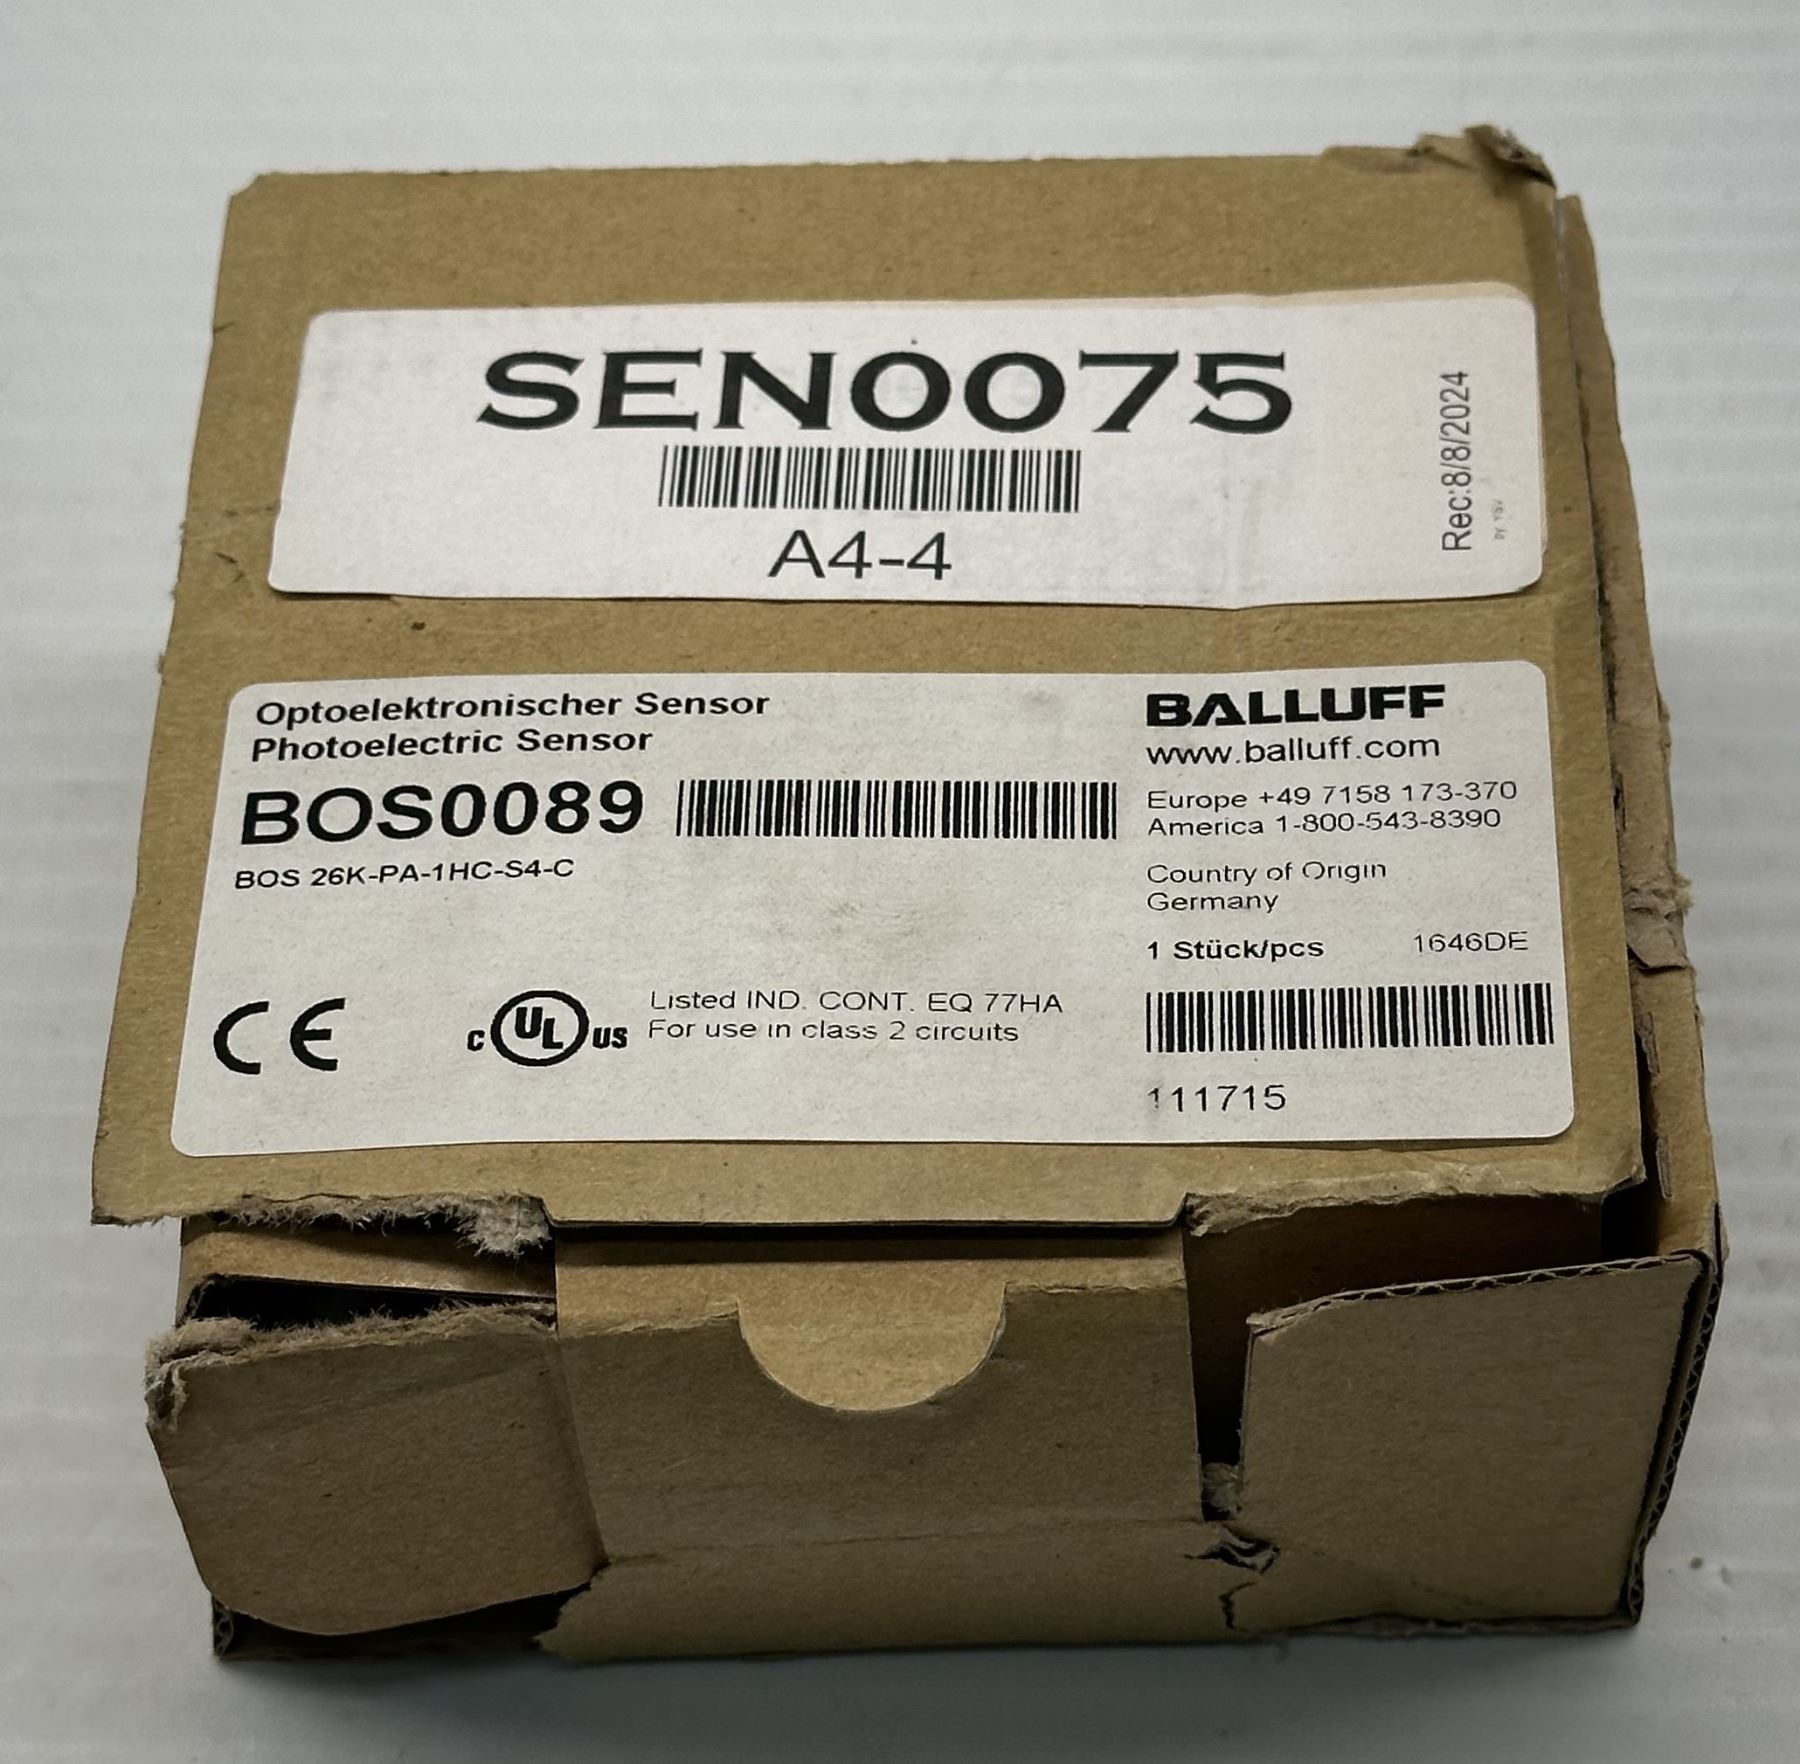 SEN0075
A4-4
Rec:8/8/2024
Optoelektronischer Sensor
Photoelectric Sensor
BOS0089
BOS 26K-PA-1HC-S4-C
BALLUFF
www.balluff.com
Europe +49 7158 173-370
America 1-800-543-8390
Country of Origin
Germany
1 Stück/pcs 1646DE
CE
c UL US
Listed IND. CONT. EQ 77HA
For use in class 2 circuits
111715